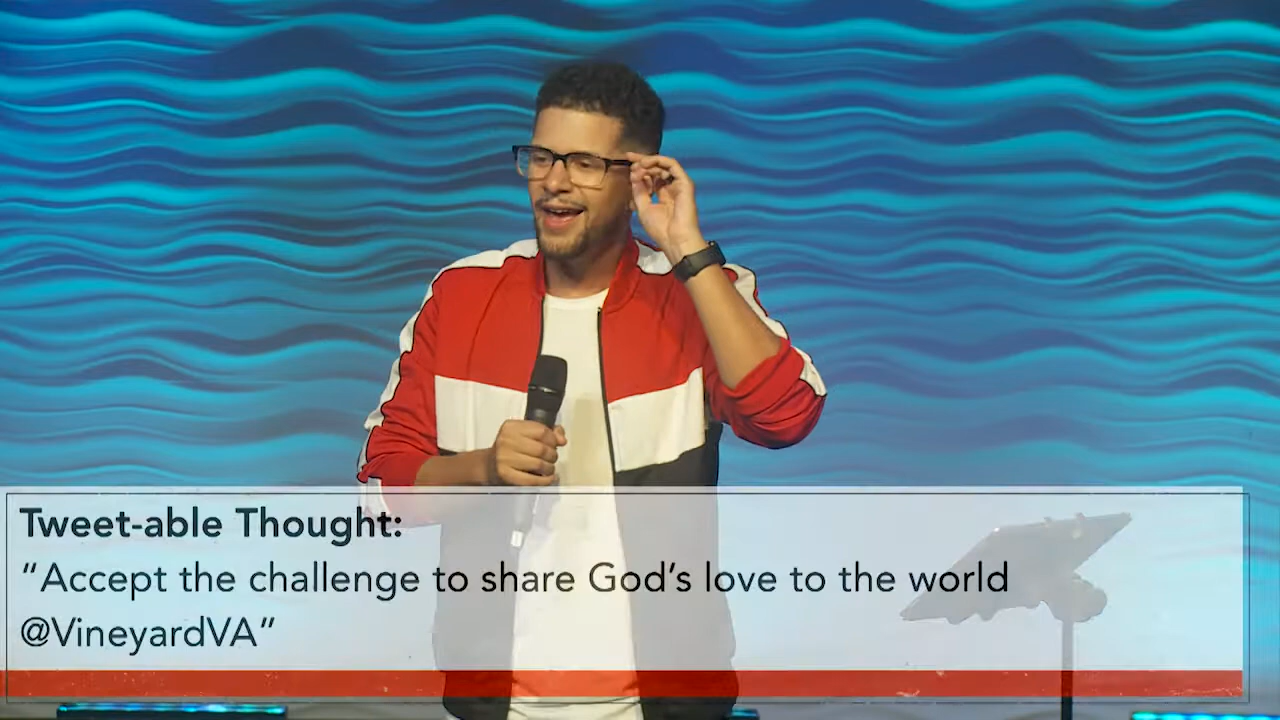 Tweet-able Thought:
“Accept the challenge to share God’s love to the world
@VineyardVA”